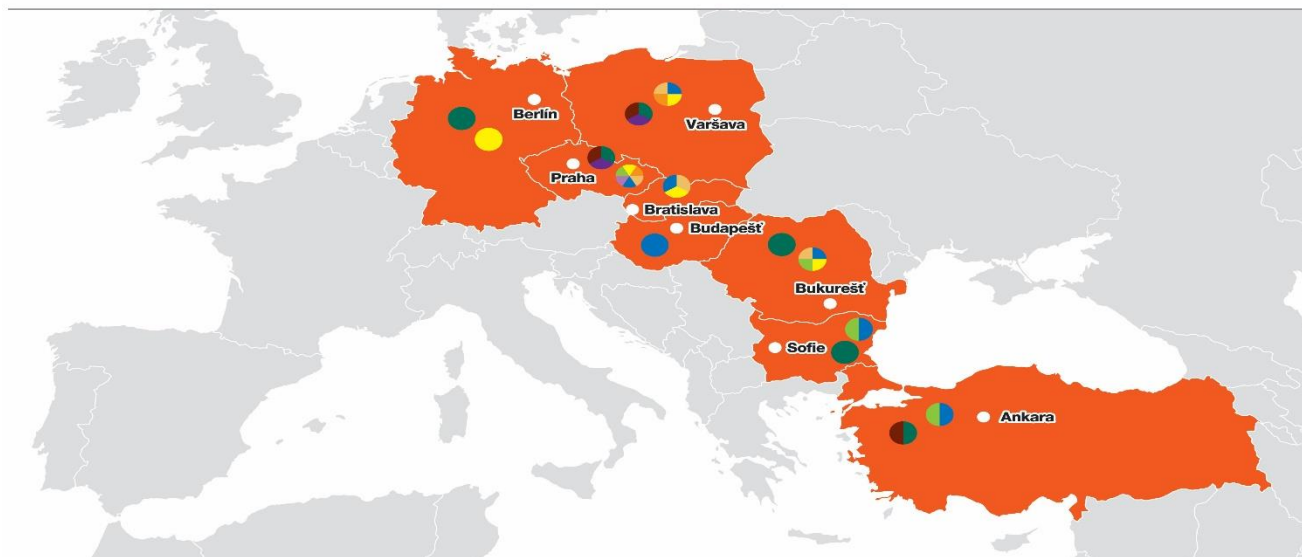 Berlín
Varšava
Praha
Bratislava
Budapešť
Bukurešť
Sofie
Ankara